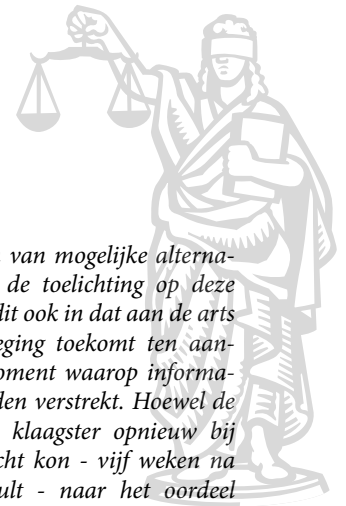 van mogelijke alterna-
de toelichting op deze
dit ook in dat aan de arts
eging toekomt ten aan-
oment waarop informa-
den verstrekt. Hoewel de
klaagster opnieuw bij
cht kon - vijf weken na
ult - naar het oordeel